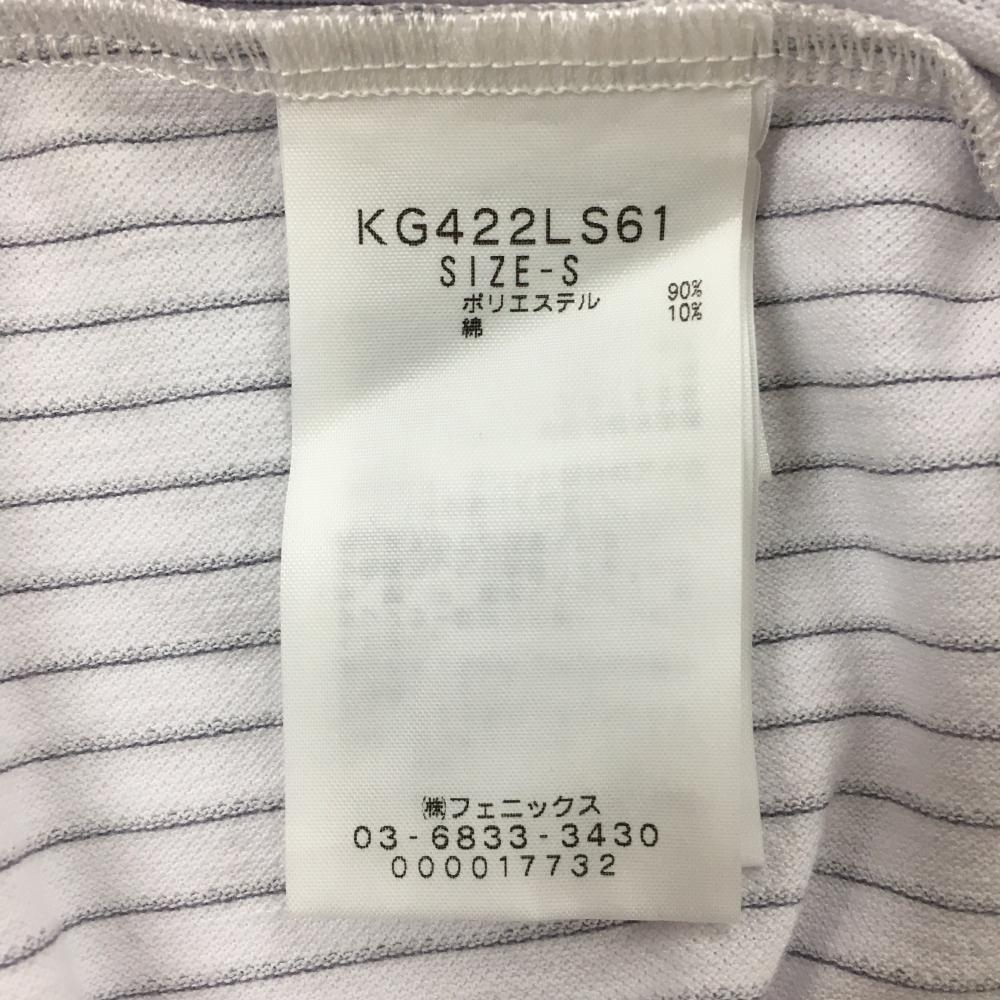 KG422LS61
SIZE-S
ポリエステル 90%
綿 10%
㈱フェニックス
03-6833-3430
000017732